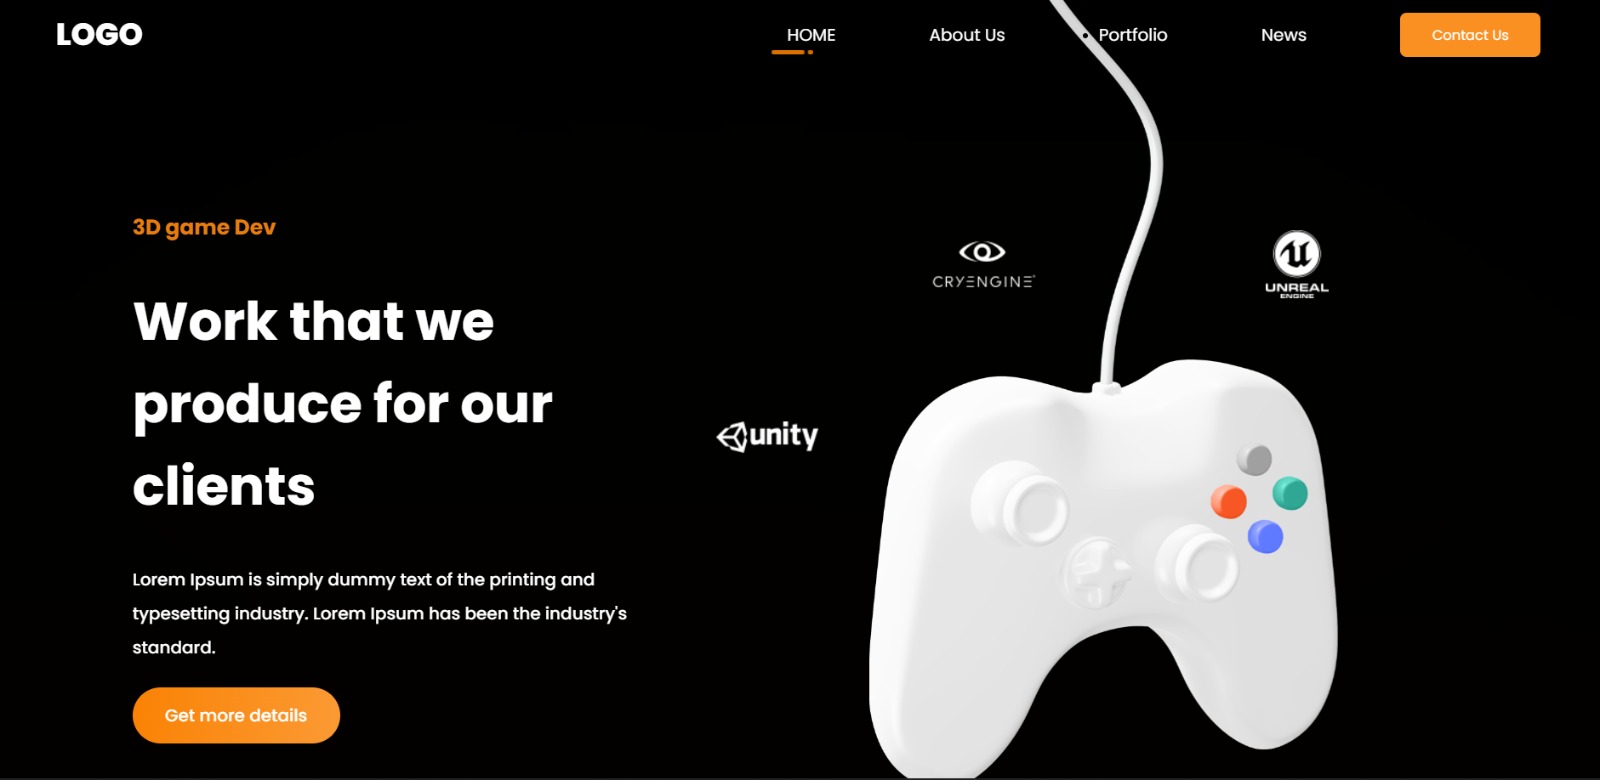 LOGO
HOME
About Us
Portfolio
News
Contact Us
3D game Dev
Work that we
produce for our
clients
Lorem Ipsum is simply dummy text of the printing and
typesetting industry. Lorem Ipsum has been the industry's
standard.
Get more details
CRYENGINE
UNREAL
ENGINE
unity